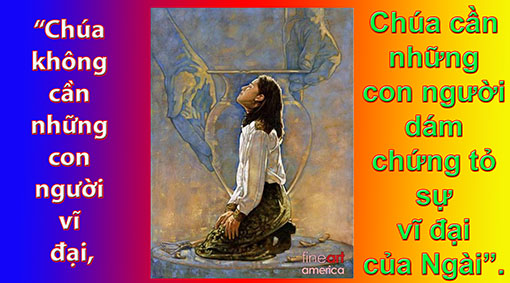 “Chúa
không
cần
những
con
người
vĩ
đại,
Chúa cần
những
con người
dám
chứng tỏ
sự
vĩ đại
của Ngài”.
fineart
america